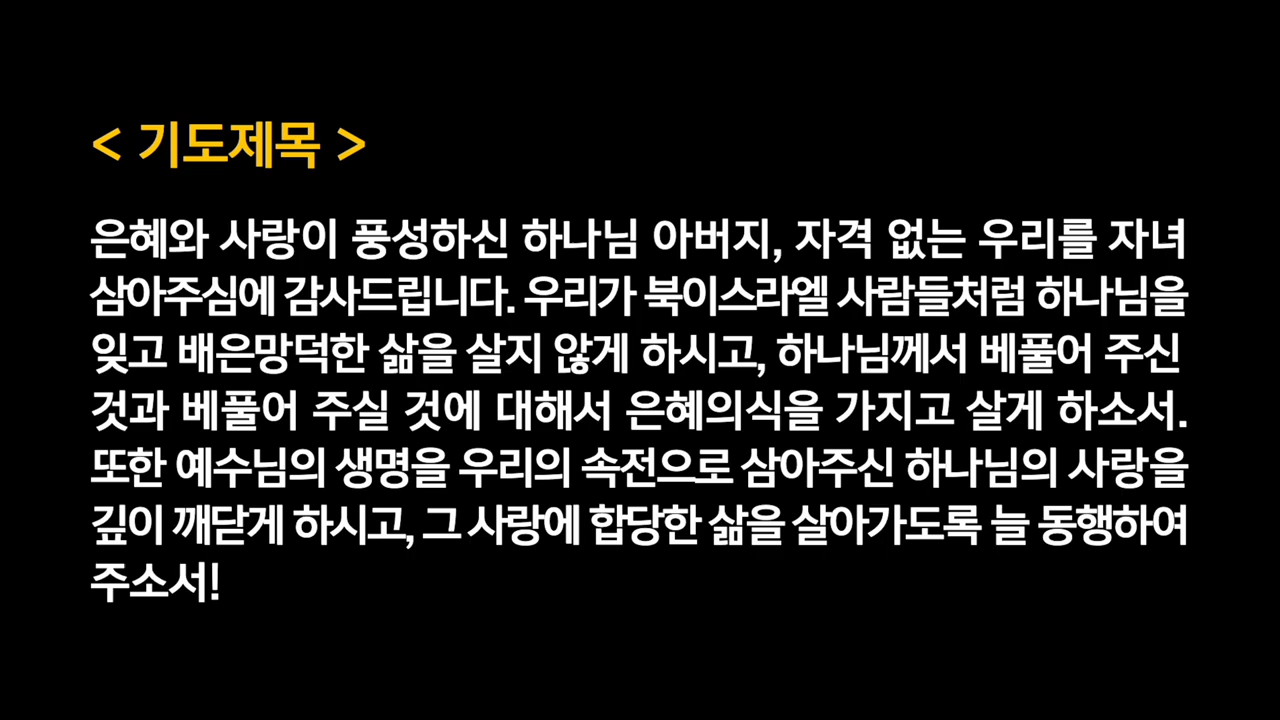 < 기도제목 >
은혜와 사랑이 풍성하신 하나님 아버지, 자격 없는 우리를 자녀
삼아주심에 감사드립니다. 우리가 북이스라엘 사람들처럼 하나님을
잊고 배은망덕한 삶을 살지 않게 하시고, 하나님께서 베풀어 주신
것과 베풀어 주실 것에 대해서 은혜의식을 가지고 살게 하소서.
또한 예수님의 생명을 우리의 속전으로 삼아주신 하나님의 사랑을
깊이 깨닫게 하시고, 그 사랑에 합당한 삶을 살아가도록 늘 동행하여
주소서!